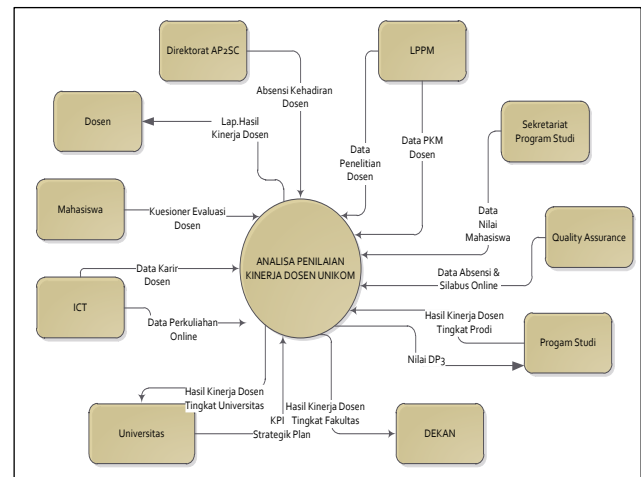 Direktorat AP2SC
LPPM
Absensi Kehadiran
Dosen
Dosen
Lap.Hasil
Kinerja Dosen
Data
Penelitian
Dosen
Data PKM
Dosen
Sekretariat
Program Studi
Mahasiswa
Kuesioner Evaluasi
Dosen
Data
Nilai
Mahasiswa
Quality Assurance
ANALISA PENILAIAN
KINERJA DOSEN UNIKOM
Data Karir
Dosen
Data Absensi &
Silabus Online
ICT
Data Perkuliahan
Online
Hasil Kinerja Dosen
Tingkat Prodi
Progam Studi
Nilai DP3
Hasil Kinerja Dosen
Tingkat Universitas
KPI
Strategik Plan
Hasil Kinerja Dosen
Tingkat Fakultas
Universitas
DEKAN